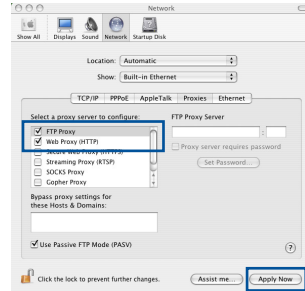 Network
Show All Displays Sound Network Startup Disk
Location: Automatic
Show: Built-in Ethernet
TCP/IP PPPoE AppleTalk Proxies Ethernet
Select a proxy server to configure: FTP Proxy Server
FTP Proxy :
Web Proxy (HTTP) Proxy server requires password
Secure Web Proxy (HTTPS)
Streaming Proxy (RTSP) Set Password...
SOCKS Proxy
Gopher Proxy
Bypass proxy settings for
these Hosts & Domains:
Use Passive FTP Mode (PASV) ?
Click the lock to prevent further changes. Assist me... Apply Now